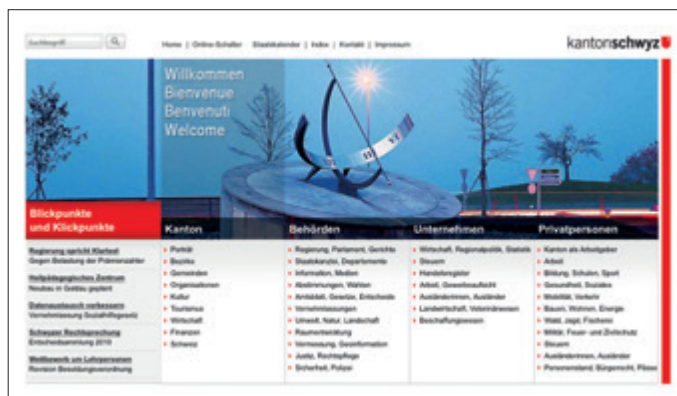 Suchbegriff
Home | Online-Schalter Staatskalender | Index | Kontakt | Impressum
kantonschwyz
Willkommen
Bienvenue
Benvenuti
Welcome
Blickpunkte
und Klickpunkte
Regierung spricht Klartext
Gegen Belastung der Prämienzahler
Heilpädagogisches Zentrum
Neubau in Goldau geplant
Datenaustausch verbessern
Vernehmlassung Sozialhilfegesetz
Schwyzer Rechtsprechung
Entscheidsammlung 2010
Wettbewerb um Lehrpersonen
Revision Besoldungsverordnung
Kanton
Porträt
Bezirke
Gemeinden
Organisationen
Kultur
Tourismus
Wirtschaft
Finanzen
Schweiz
Behörden
Regierung, Parlament, Gerichte
Staatskanzlei, Departemente
Information, Medien
Abstimmungen, Wahlen
Amtsblatt, Gesetze, Entscheide
Vernehmlassungen
Umwelt, Natur, Landschaft
Raumentwicklung
Vermessung, Geoinformation
Justiz, Rechtspflege
Sicherheit, Polizei
Unternehmen
Wirtschaft, Regionalpolitik, Statistik
Steuern
Handelsregister
Arbeit, Gewerbeaufsicht
Ausländerinnen, Ausländer
Landwirtschaft, Veterinärwesen
Beschaffungswesen
Privatpersonen
Kanton als Arbeitgeber
Arbeit
Bildung, Schulen, Sport
Gesundheit, Soziales
Mobilität, Verkehr
Bauen, Wohnen, Energie
Wald, Jagd, Fischerei
Militär, Feuer- und Zivilschutz
Steuern
Ausländerinnen, Ausländer
Personenstand, Bürgerrecht, Pässe